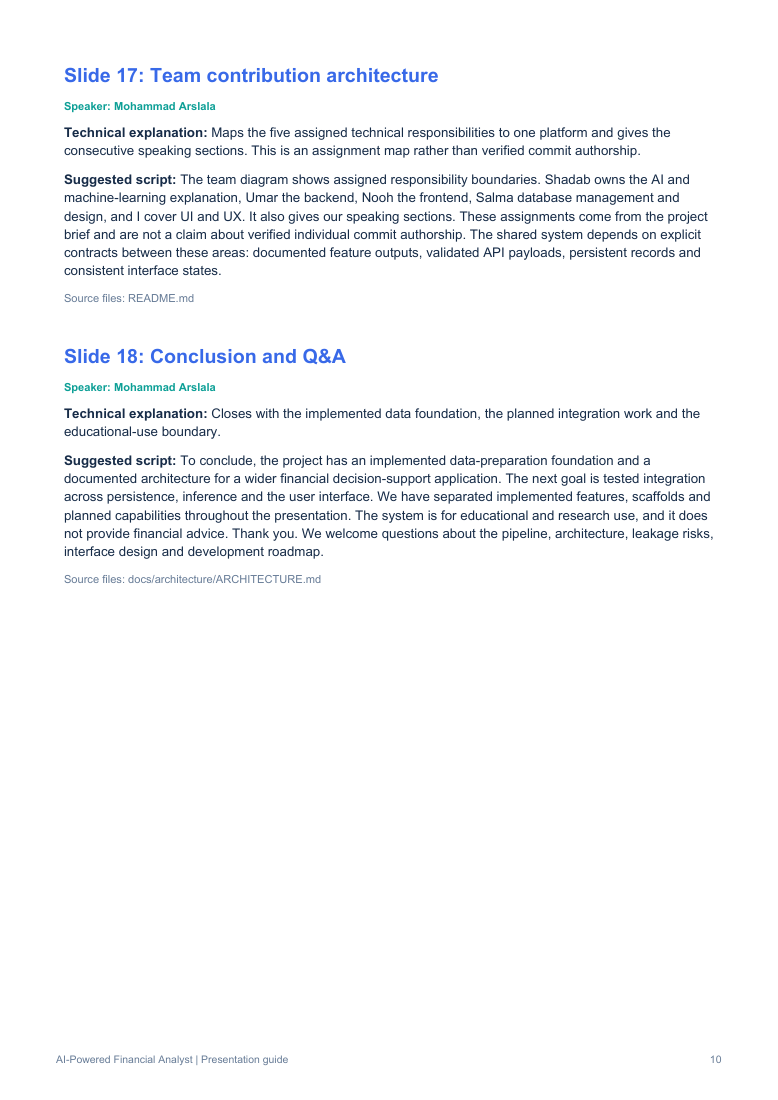 Slide 17: Team contribution architecture
Speaker: Mohammad Arslala
Technical explanation: Maps the five assigned technical responsibilities to one platform and gives the
consecutive speaking sections. This is an assignment map rather than verified commit authorship.
Suggested script: The team diagram shows assigned responsibility boundaries. Shadab owns the AI and
machine-learning explanation, Umar the backend, Nooh the frontend, Salma database management and
design, and I cover UI and UX. It also gives our speaking sections. These assignments come from the project
brief and are not a claim about verified individual commit authorship. The shared system depends on explicit
contracts between these areas: documented feature outputs, validated API payloads, persistent records and
consistent interface states.
Source files: README.md
Slide 18: Conclusion and Q&A
Speaker: Mohammad Arslala
Technical explanation: Closes with the implemented data foundation, the planned integration work and the
educational-use boundary.
Suggested script: To conclude, the project has an implemented data-preparation foundation and a
documented architecture for a wider financial decision-support application. The next goal is tested integration
across persistence, inference and the user interface. We have separated implemented features, scaffolds and
planned capabilities throughout the presentation. The system is for educational and research use, and it does
not provide financial advice. Thank you. We welcome questions about the pipeline, architecture, leakage risks,
interface design and development roadmap.
Source files: docs/architecture/ARCHITECTURE.md
AI-Powered Financial Analyst | Presentation guide
10